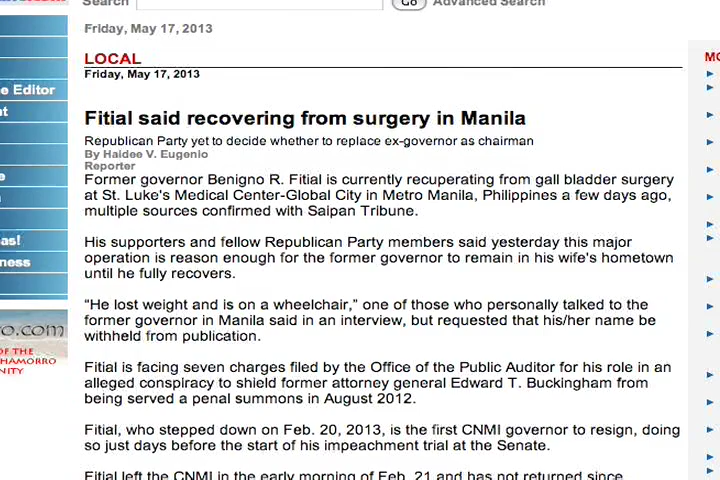 Search Go Advanced Search
Friday, May 17, 2013
LOCAL
Friday, May 17, 2013
Fitial said recovering from surgery in Manila
Republican Party yet to decide whether to replace ex-governor as chairman
By Haidee V. Eugenio
Reporter
Former governor Benigno R. Fitial is currently recuperating from gall bladder surgery
at St. Luke's Medical Center-Global City in Metro Manila, Philippines a few days ago,
multiple sources confirmed with Saipan Tribune.
His supporters and fellow Republican Party members said yesterday this major
operation is reason enough for the former governor to remain in his wife's hometown
until he fully recovers.
"He lost weight and is on a wheelchair," one of those who personally talked to the
former governor in Manila said in an interview, but requested that his/her name be
withheld from publication.
Fitial is facing seven charges filed by the Office of the Public Auditor for his role in an
alleged conspiracy to shield former attorney general Edward T. Buckingham from
being served a penal summons in August 2012.
Fitial, who stepped down on Feb. 20, 2013, is the first CNMI governor to resign, doing
so just days before the start of his impeachment trial at the Senate.
Fitial left the CNMI in the early morning of Feb. 21 and has not returned since.
e Editor
nt
e
as!
ness
ro.com
OF THE
HAMORRO
NITY
MO